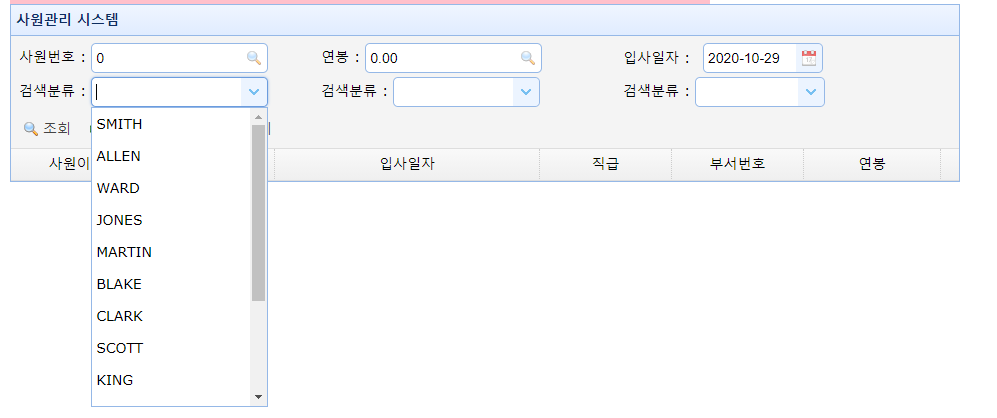 사원관리 시스템
사원번호 : 0 연봉 : 0.00 입사일자 : 2020-10-29
검색분류 : 검색분류 : 검색분류 :
조회
사원이 입사일자 직급 부서번호 연봉
SMITH
ALLEN
WARD
JONES
MARTIN
BLAKE
CLARK
SCOTT
KING